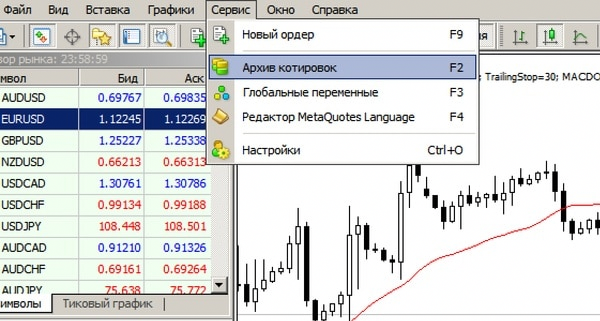 Файл Вид Вставка Графики Сервис Окно Справка
Новый ордер F9
Архив котировок F2
Глобальные переменные F3
Редактор MetaQuotes Language F4
Настройки Ctrl+O
; TrailingStop=30; MACDO
зор рынка: 23:58:59
мвол Бид Аск
AUDUSD 0.69767 0.69835
EURUSD 1.12245 1.12269
GBPUSD 1.25227 1.25338
NZDUSD 0.66213 0.66313
USDCAD 1.30761 1.30786
USDCHF 0.99134 0.99188
USDJPY 108.448 108.501
AUDCAD 0.91210 0.91326
AUDCHF 0.69161 0.69264
AUDJPY 75.638 75.772
имволы Тиковый график